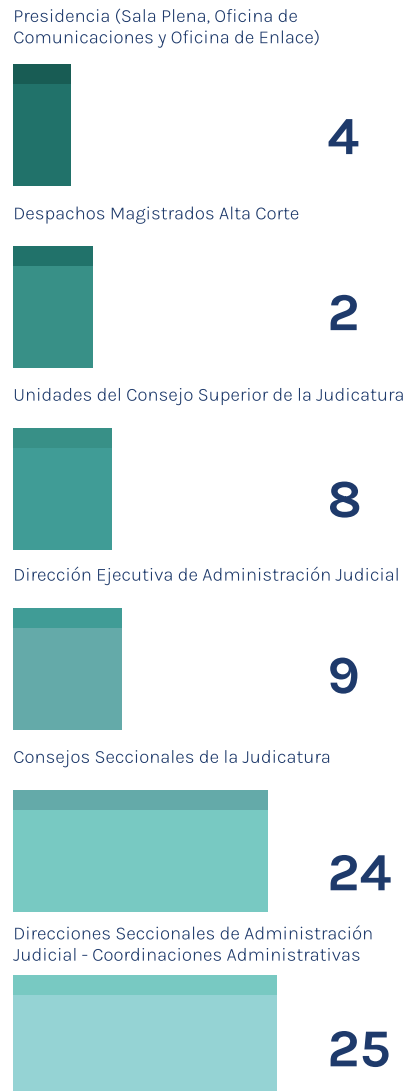 Presidencia (Sala Plena, Oficina de
Comunicaciones y Oficina de Enlace)
4
Despachos Magistrados Alta Corte
2
Unidades del Consejo Superior de la Judicatura
8
Dirección Ejecutiva de Administración Judicial
9
Consejos Seccionales de la Judicatura
24
Direcciones Seccionales de Administración
Judicial - Coordinaciones Administrativas
25